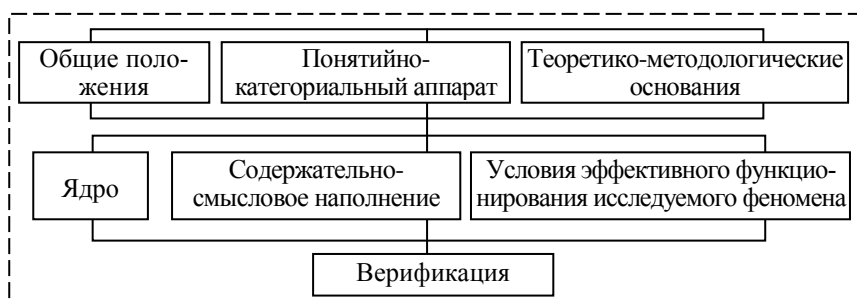 Общие поло-
жения
Понятийно-
категориальный аппарат
Теоретико-методологические
основания
Ядро
Содержательно-
смысловое наполнение
Условия эффективного функцио-
нирования исследуемого феномена
Верификация